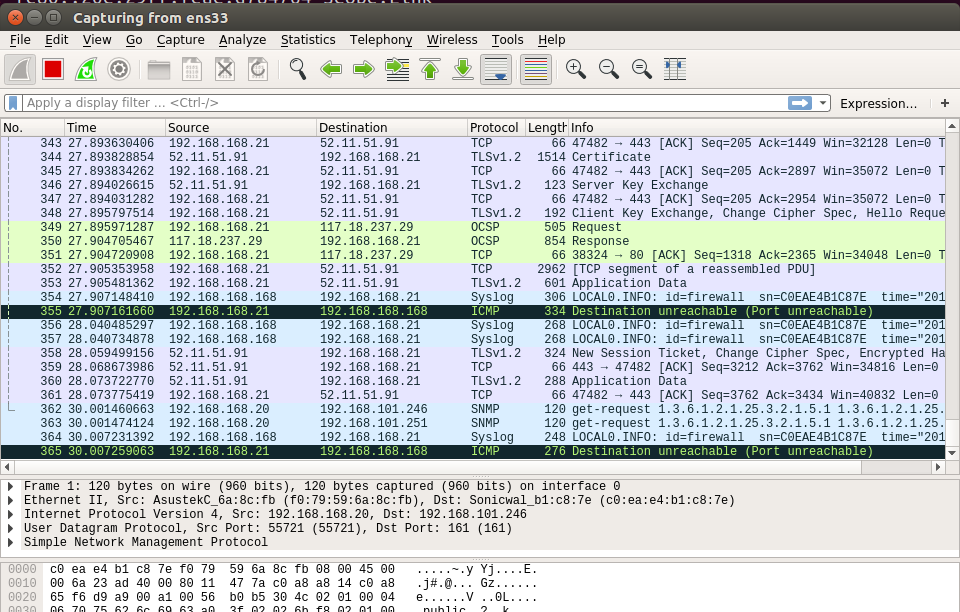 Capturing from ens33
File Edit View Go Capture Analyze Statistics Telephony Wireless Tools Help
Apply a display filter ... <Ctrl-/> Expression... +
No. Time Source Destination Protocol Length Info
343 27.893630406 192.168.168.21 52.11.51.91 TCP 66 47482 → 443 [ACK] Seq=205 Ack=1449 Win=32128 Len=0 T
344 27.893828854 52.11.51.91 192.168.168.21 TLSv1.2 1514 Certificate
345 27.893834262 192.168.168.21 52.11.51.91 TCP 66 47482 → 443 [ACK] Seq=205 Ack=2897 Win=35072 Len=0 T
346 27.894026615 52.11.51.91 192.168.168.21 TLSv1.2 123 Server Key Exchange
347 27.894031282 192.168.168.21 52.11.51.91 TCP 66 47482 → 443 [ACK] Seq=205 Ack=2954 Win=35072 Len=0 T
348 27.895797514 192.168.168.21 52.11.51.91 TLSv1.2 192 Client Key Exchange, Change Cipher Spec, Hello Reque
349 27.895971287 192.168.168.21 117.18.237.29 OCSP 505 Request
350 27.904705467 117.18.237.29 192.168.168.21 OCSP 854 Response
351 27.904720908 192.168.168.21 117.18.237.29 TCP 66 38324 → 80 [ACK] Seq=1318 Ack=2365 Win=34048 Len=0 T
352 27.905353958 192.168.168.21 52.11.51.91 TCP 2962 [TCP segment of a reassembled PDU]
353 27.905481362 192.168.168.21 52.11.51.91 TLSv1.2 601 Application Data
354 27.907148410 192.168.168.168 192.168.168.21 Syslog 306 LOCAL0.INFO: id=firewall sn=C0EAE4B1C87E time="201
355 27.907161660 192.168.168.21 192.168.168.168 ICMP 334 Destination unreachable (Port unreachable)
356 28.040485297 192.168.168.168 192.168.168.21 Syslog 268 LOCAL0.INFO: id=firewall sn=C0EAE4B1C87E time="201
357 28.040734878 192.168.168.168 192.168.168.21 Syslog 268 LOCAL0.INFO: id=firewall sn=C0EAE4B1C87E time="201
358 28.059499156 52.11.51.91 192.168.168.21 TLSv1.2 324 New Session Ticket, Change Cipher Spec, Encrypted Ha
359 28.068673986 52.11.51.91 192.168.168.21 TCP 66 443 → 47482 [ACK] Seq=3212 Ack=3762 Win=34816 Len=0
360 28.073722770 52.11.51.91 192.168.168.21 TLSv1.2 288 Application Data
361 28.073775419 192.168.168.21 52.11.51.91 TCP 66 47482 → 443 [ACK] Seq=3762 Ack=3434 Win=40832 Len=0
362 30.001460663 192.168.168.20 192.168.101.246 SNMP 120 get-request 1.3.6.1.2.1.25.3.2.1.5.1 1.3.6.1.2.1.25.
363 30.001474124 192.168.168.20 192.168.101.251 SNMP 120 get-request 1.3.6.1.2.1.25.3.2.1.5.1 1.3.6.1.2.1.25.
364 30.007231392 192.168.168.168 192.168.168.21 Syslog 248 LOCAL0.INFO: id=firewall sn=C0EAE4B1C87E time="201
365 30.007259063 192.168.168.21 192.168.168.168 ICMP 276 Destination unreachable (Port unreachable)
Frame 1: 120 bytes on wire (960 bits), 120 bytes captured (960 bits) on interface 0
Ethernet II, Src: AsustekC_6a:8c:fb (f0:79:59:6a:8c:fb), Dst: Sonicwal_b1:c8:7e (c0:ea:e4:b1:c8:7e)
Internet Protocol Version 4, Src: 192.168.168.20, Dst: 192.168.101.246
User Datagram Protocol, Src Port: 55721 (55721), Dst Port: 161 (161)
Simple Network Management Protocol
0000 c0 ea e4 b1 c8 7e f0 79 59 6a 8c fb 08 00 45 00 .....~.y Yj....E.
0010 00 6a 23 ad 40 00 80 11 47 7a c0 a8 a8 14 c0 a8 .j#.@... Gz......
0020 65 f6 d9 a9 00 a1 00 56 b0 b5 30 4c 02 01 00 04 e......V ..0L....
0030 06 70 75 62 6c 69 63 a0 3f 02 02 6b f8 02 01 00 .public. ?..k....